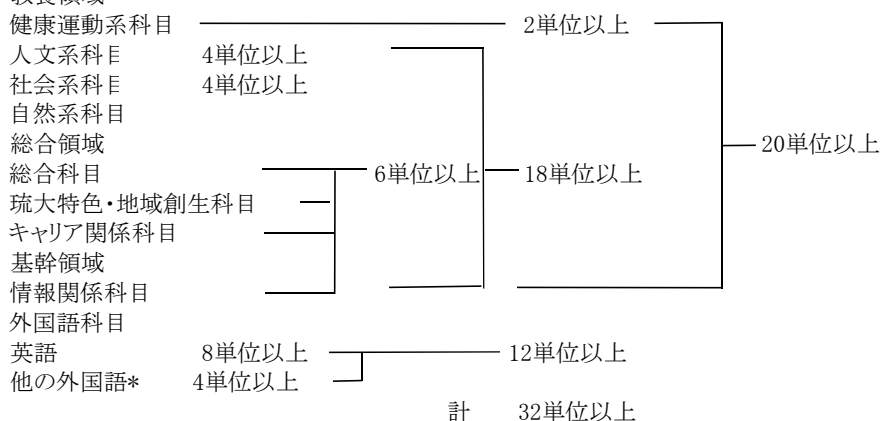 健康運動系科目 2単位以上
人文系科目 4単位以上
社会系科目 4単位以上
自然系科目
総合領域 20単位以上
総合科目 6単位以上 18単位以上
琉大特色・地域創生科目
キャリア関係科目
基幹領域
情報関係科目
外国語科目
英語 8単位以上 12単位以上
他の外国語* 4単位以上
計 32単位以上